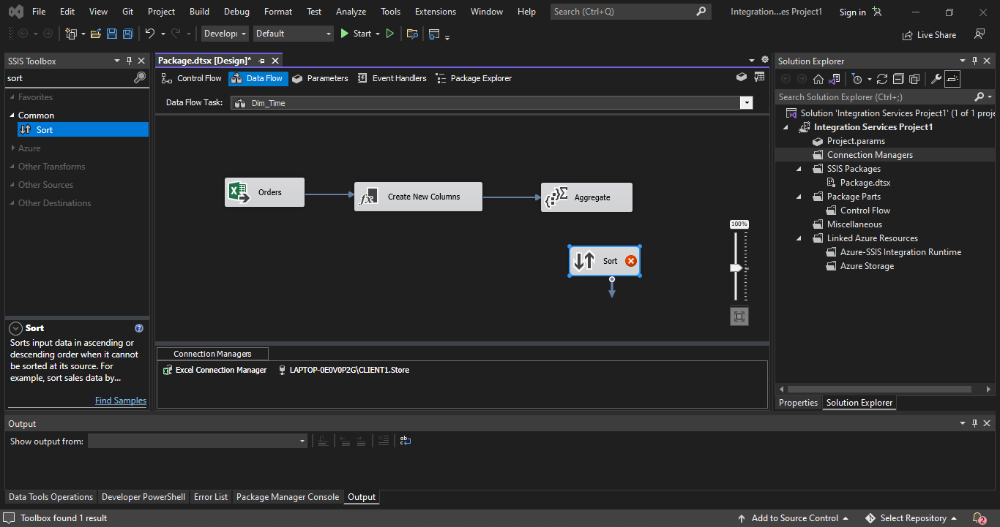 File Edit View Git Project Build Debug Format Test Analyze Tools Extensions Window Help Search (Ctrl+Q) Integration...es Project1 Sign in
Develop Default Start Live Share
SSIS Toolbox
sort
Favorites
Common
Sort
Azure
Other Transforms
Other Sources
Other Destinations
Sort
Sorts input data in ascending or
descending order when it cannot
be sorted at its source. For
example, sort sales data by...
Find Samples
Package.dtsx [Design]*
Control Flow Data Flow Parameters Event Handlers Package Explorer
Data Flow Task: Dim_Time
Orders
Create New Columns
Aggregate
Sort
100%
Connection Managers
Excel Connection Manager LAPTOP-0E0V0P2G\CLIENT1.Store
Solution Explorer
Search Solution Explorer (Ctrl+;)
Solution 'Integration Services Project1' (1 of 1 proje
Integration Services Project1
Project.params
Connection Managers
SSIS Packages
Package.dtsx
Package Parts
Control Flow
Miscellaneous
Linked Azure Resources
Azure-SSIS Integration Runtime
Azure Storage
Properties Solution Explorer
Output
Show output from:
Data Tools Operations Developer PowerShell Error List Package Manager Console Output
Toolbox found 1 result Add to Source Control Select Repository 2